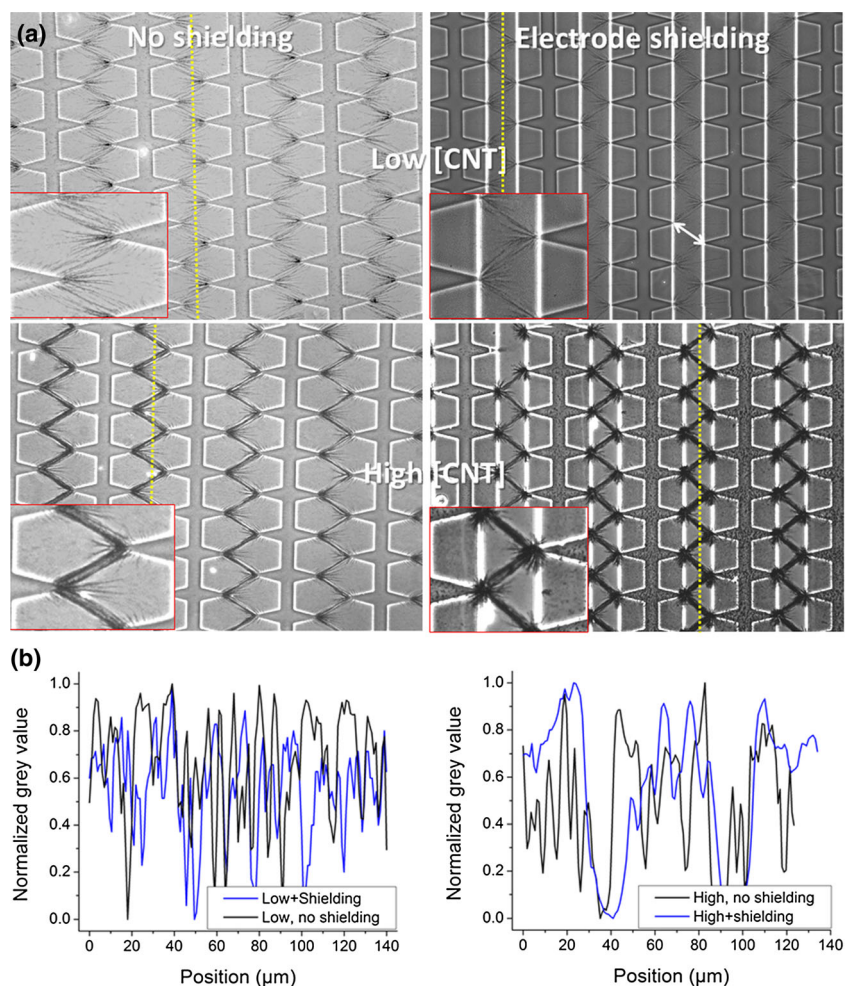 (a)
No shielding
Electrode shielding
Low [CNT]
High [CNT]
(b)
Normalized grey value
1.0
0.8
0.6
0.4
0.2
0.0
Low+Shielding
Low, no shielding
0 20 40 60 80 100 120 140
Position (µm)
Normalized grey value
1.0
0.8
0.6
0.4
0.2
0.0
High, no shielding
High+shielding
0 20 40 60 80 100 120 140
Position (µm)